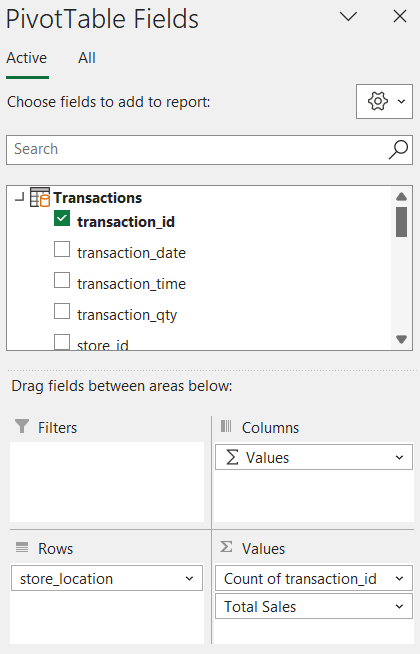 PivotTable Fields
Active All
Choose fields to add to report:
Search
Transactions
transaction_id
transaction_date
transaction_time
transaction_qty
store_id
Drag fields between areas below:
Filters
Columns
Σ Values
Rows
Σ Values
store_location
Count of transaction_id
Total Sales